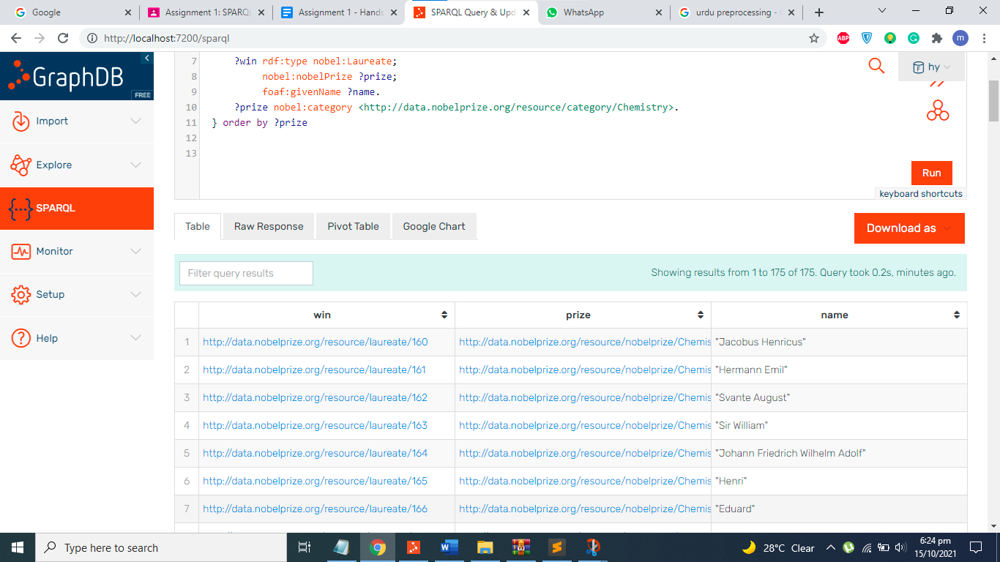 Google
Assignment 1: SPARQL
Assignment 1 - Hands
SPARQL Query & Upd
WhatsApp
urdu preprocessing -
http://localhost:7200/sparql
ABP
m
GraphDB
FREE
Import
Explore
SPARQL
Monitor
Setup
Help
hy
7 ?win rdf:type nobel:Laureate;
8 nobel:nobelPrize ?prize;
9 foaf:givenName ?name.
10 ?prize nobel:category <http://data.nobelprize.org/resource/category/Chemistry>.
11 } order by ?prize
12
13
Run
keyboard shortcuts
Table Raw Response Pivot Table Google Chart
Download as
Filter query results
Showing results from 1 to 175 of 175. Query took 0.2s, minutes ago.
win prize name
1 http://data.nobelprize.org/resource/laureate/160 http://data.nobelprize.org/resource/nobelprize/Chemis "Jacobus Henricus"
2 http://data.nobelprize.org/resource/laureate/161 http://data.nobelprize.org/resource/nobelprize/Chemis "Hermann Emil"
3 http://data.nobelprize.org/resource/laureate/162 http://data.nobelprize.org/resource/nobelprize/Chemis "Svante August"
4 http://data.nobelprize.org/resource/laureate/163 http://data.nobelprize.org/resource/nobelprize/Chemis "Sir William"
5 http://data.nobelprize.org/resource/laureate/164 http://data.nobelprize.org/resource/nobelprize/Chemis "Johann Friedrich Wilhelm Adolf"
6 http://data.nobelprize.org/resource/laureate/165 http://data.nobelprize.org/resource/nobelprize/Chemis "Henri"
7 http://data.nobelprize.org/resource/laureate/166 http://data.nobelprize.org/resource/nobelprize/Chemis "Eduard"
Type here to search
28°C Clear
6:24 pm
15/10/2021